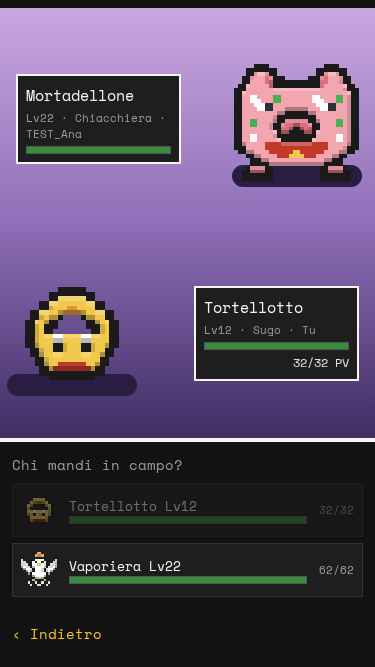 Mortadellone
Lv22 · Chiacchiera ·
TEST_Ana
Tortellotto
Lv12 · Sugo · Tu
32/32 PV
Chi mandi in campo?
Tortellotto Lv12
32/32
Vaporiera Lv22
62/62
‹ Indietro